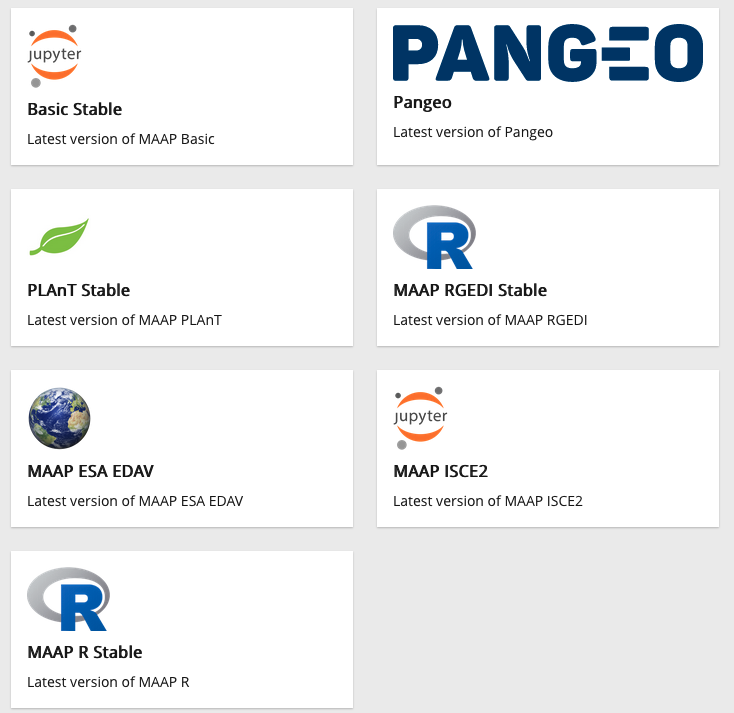 jupyter
Basic Stable
Latest version of MAAP Basic
PANGEO
Pangeo
Latest version of Pangeo
PLAnT Stable
Latest version of MAAP PLAnT
R
MAAP RGEDI Stable
Latest version of MAAP RGEDI
MAAP ESA EDAV
Latest version of MAAP ESA EDAV
jupyter
MAAP ISCE2
Latest version of MAAP ISCE2
R
MAAP R Stable
Latest version of MAAP R